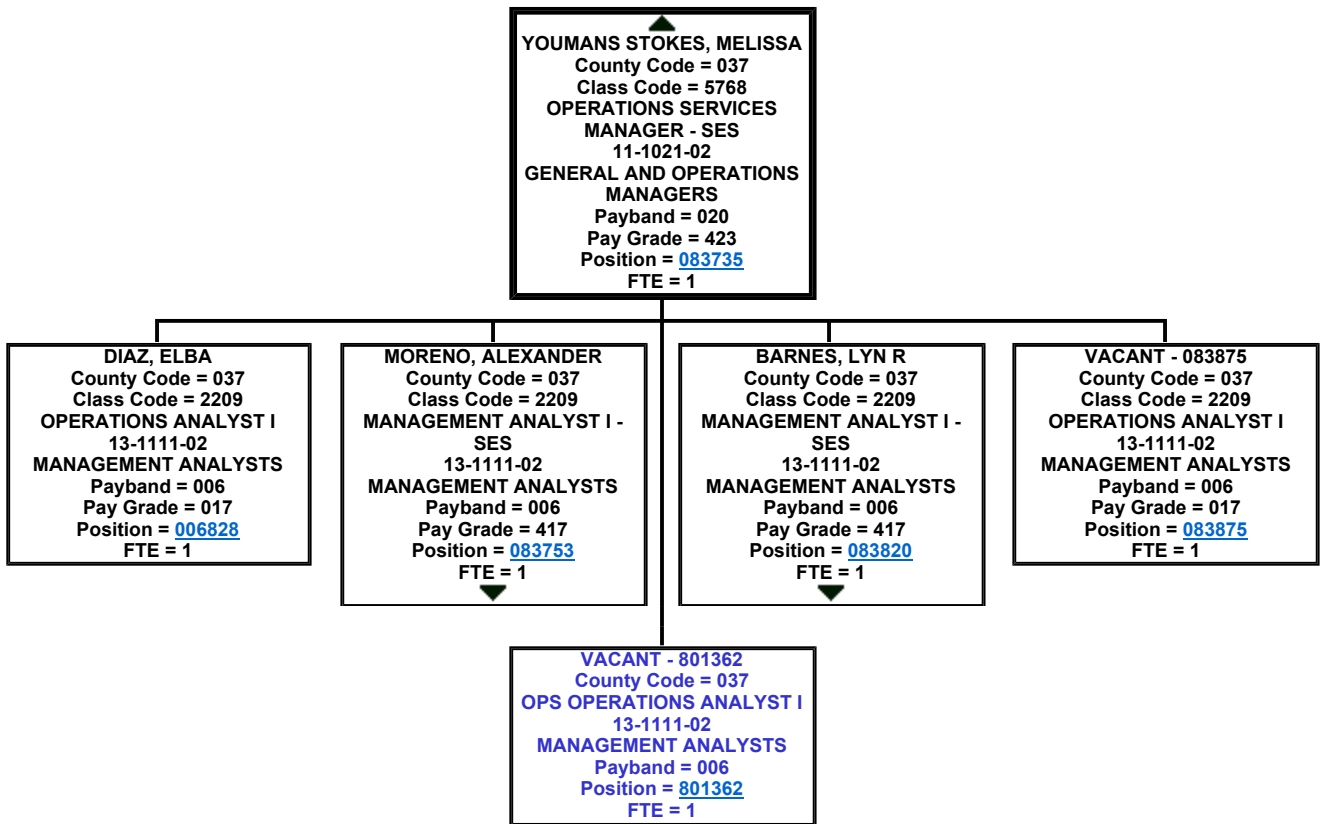 YOUMANS STOKES, MELISSA
County Code = 037
Class Code = 5768
OPERATIONS SERVICES
MANAGER - SES
11-1021-02
GENERAL AND OPERATIONS
MANAGERS
Payband = 020
Pay Grade = 423
Position = 083735
FTE = 1
DIAZ, ELBA
County Code = 037
Class Code = 2209
OPERATIONS ANALYST I
13-1111-02
MANAGEMENT ANALYSTS
Payband = 006
Pay Grade = 017
Position = 006828
FTE = 1
MORENO, ALEXANDER
County Code = 037
Class Code = 2209
MANAGEMENT ANALYST I -
SES
13-1111-02
MANAGEMENT ANALYSTS
Payband = 006
Pay Grade = 417
Position = 083753
FTE = 1
BARNES, LYN R
County Code = 037
Class Code = 2209
MANAGEMENT ANALYST I -
SES
13-1111-02
MANAGEMENT ANALYSTS
Payband = 006
Pay Grade = 417
Position = 083820
FTE = 1
VACANT - 083875
County Code = 037
Class Code = 2209
OPERATIONS ANALYST I
13-1111-02
MANAGEMENT ANALYSTS
Payband = 006
Pay Grade = 017
Position = 083875
FTE = 1
VACANT - 801362
County Code = 037
OPS OPERATIONS ANALYST I
13-1111-02
MANAGEMENT ANALYSTS
Payband = 006
Position = 801362
FTE = 1